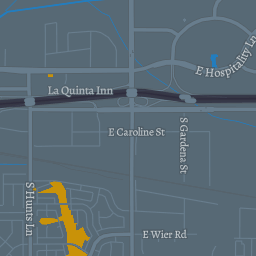 E Hospitality Ln
La Quinta Inn
E Caroline St
S Gardena St
S Hunts Ln
E Wier Rd